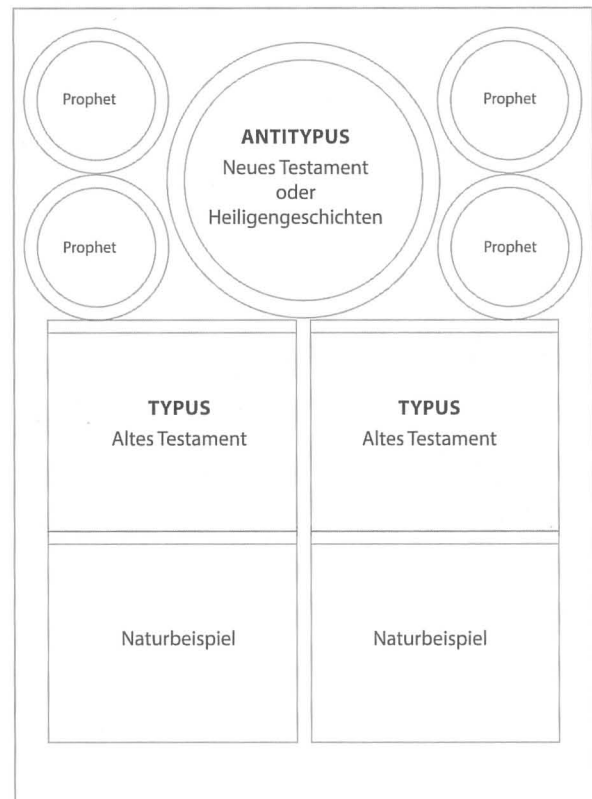 Prophet
Prophet
ANTITYPUS
Neues Testament
oder
Heiligengeschichten
Prophet
Prophet
TYPUS
Altes Testament
TYPUS
Altes Testament
Naturbeispiel
Naturbeispiel